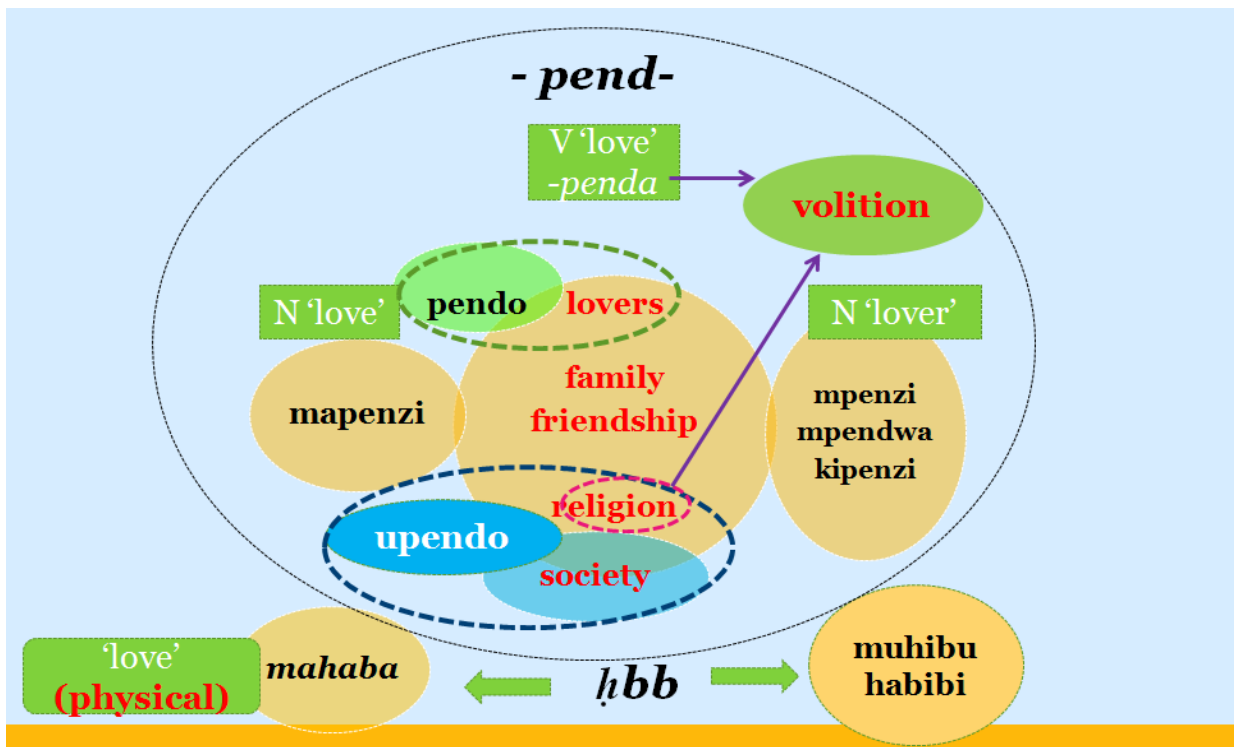 - pend-
V ‘love’
-penda
volition
pendo
lovers
N ‘love’
N ‘lover’
family
friendship
mapenzi
mpenzi
mpendwa
kipenzi
religion
upendo
society
‘love’
(physical)
mahaba
ḥbb
muhibu
habibi